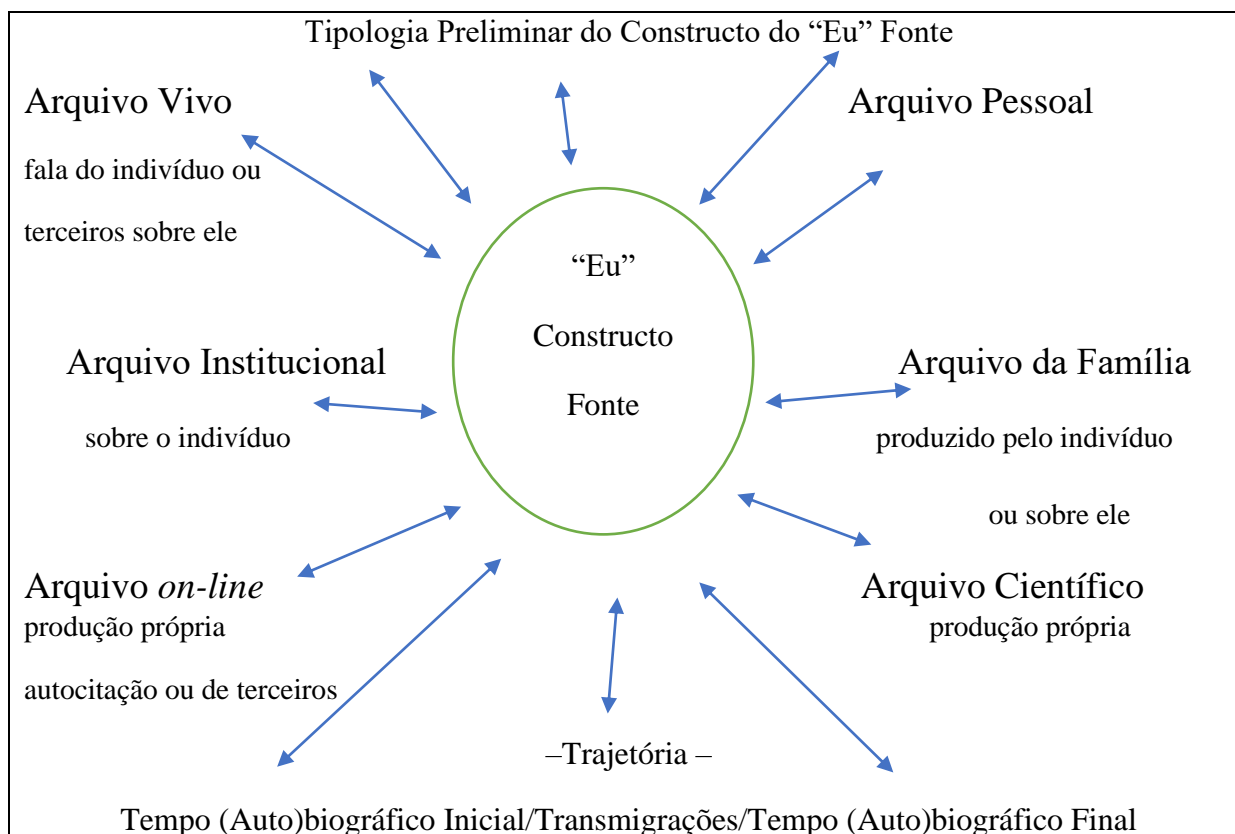 Tipologia Preliminar do Constructo do “Eu” Fonte
Arquivo Vivo
fala do indivíduo ou
terceiros sobre ele
Arquivo Pessoal
“Eu”
Constructo
Fonte
Arquivo Institucional
sobre o indivíduo
Arquivo da Família
produzido pelo indivíduo
ou sobre ele
Arquivo on-line
produção própria
autocitação ou de terceiros
Arquivo Científico
produção própria
–Trajetória –
Tempo (Auto)biográfico Inicial/Transmigrações/Tempo (Auto)biográfico Final